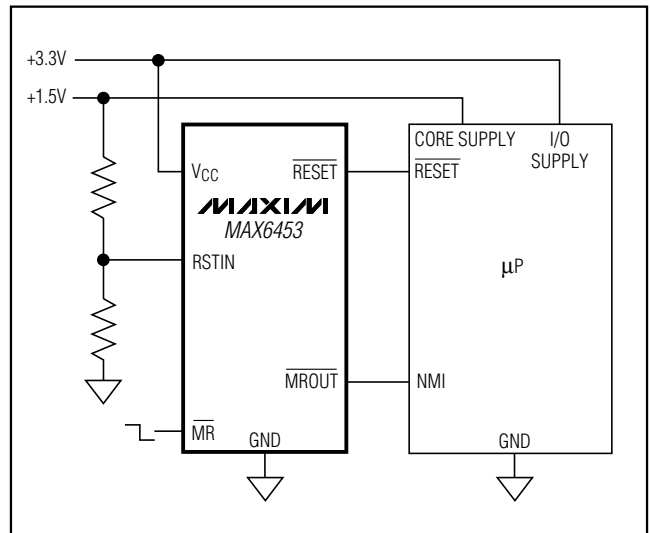 +3.3V
+1.5V
CORE SUPPLY
I/O
SUPPLY
VCC
RESET
RESET
MAXIM
MAX6453
RSTIN
μP
MROUT
NMI
MR
GND
GND